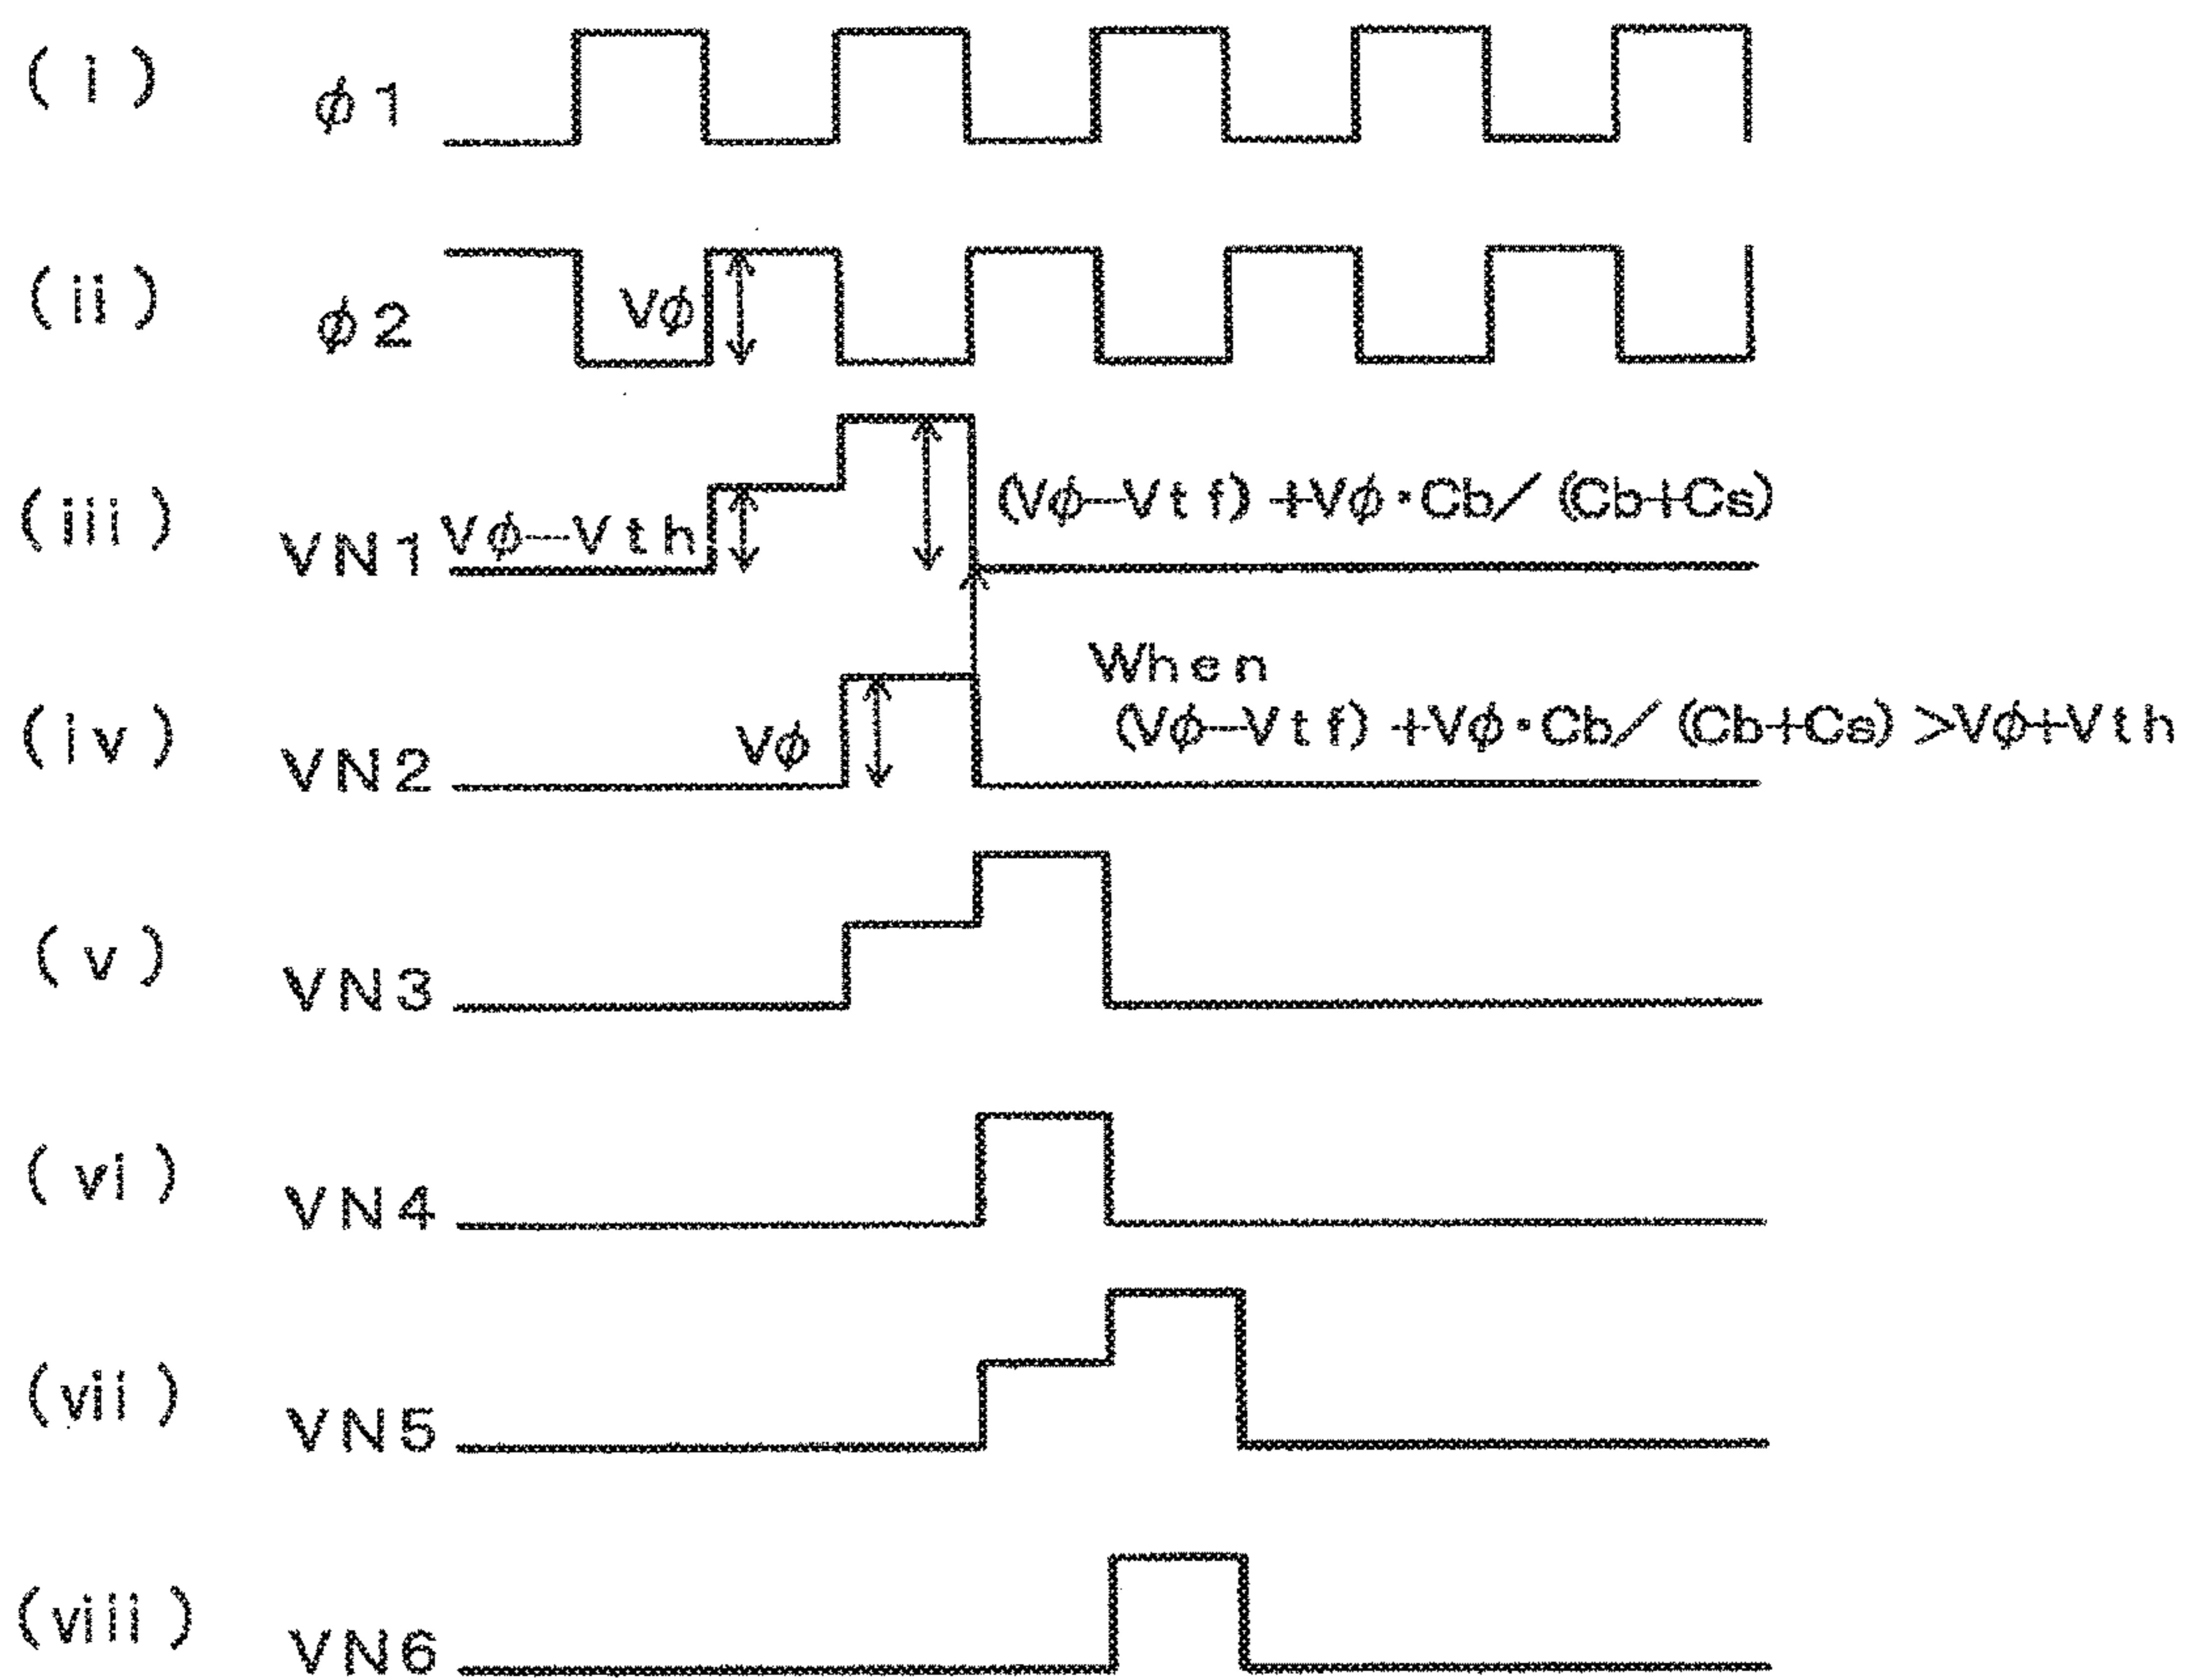 (i) φ1
(ii) φ2
Vφ
(iii) VN1
Vφ-Vth
(Vφ-Vtf)+Vφ・Cb/(Cb+Cs)
(iv) VN2
Vφ
When
(Vφ-Vtf)+Vφ・Cb/(Cb+Cs)>Vφ+Vth
(v) VN3
(vi) VN4
(vii) VN5
(viii) VN6